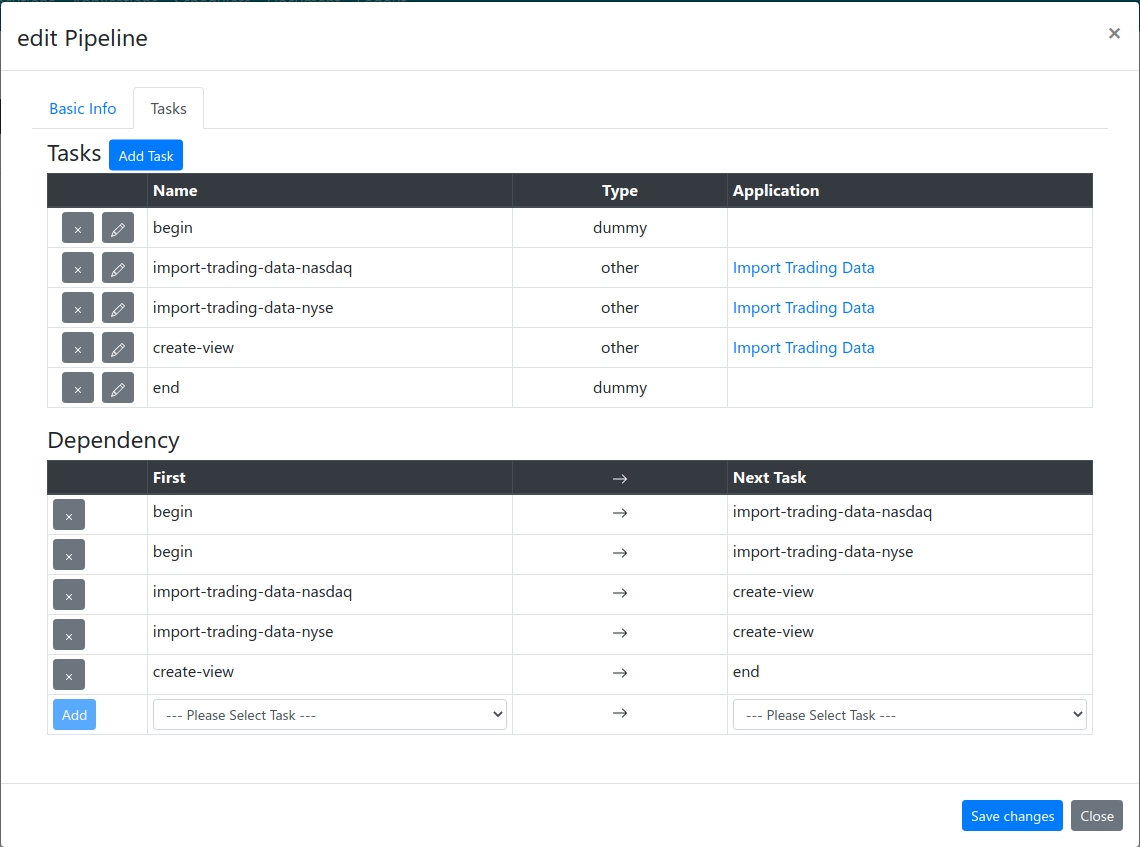 edit Pipeline ×
Basic Info Tasks
Tasks Add Task
Name Type Application
× begin dummy
× import-trading-data-nasdaq other Import Trading Data
× import-trading-data-nyse other Import Trading Data
× create-view other Import Trading Data
× end dummy
Dependency
First → Next Task
× begin → import-trading-data-nasdaq
× begin → import-trading-data-nyse
× import-trading-data-nasdaq → create-view
× import-trading-data-nyse → create-view
× create-view → end
Add --- Please Select Task --- → --- Please Select Task ---
Save changes Close